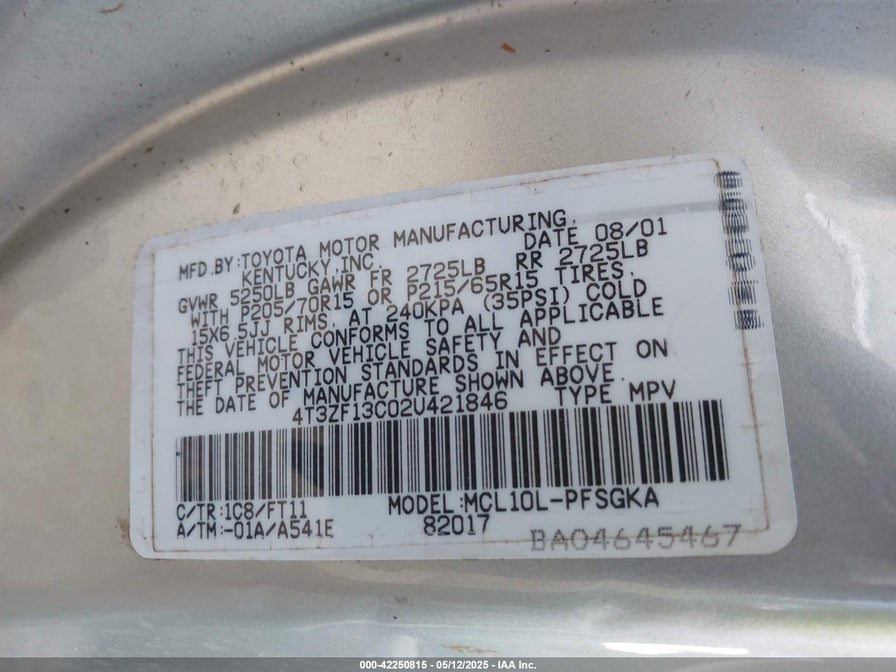 MFD.BY:TOYOTA MOTOR MANUFACTURING,
KENTUCKY,INC. DATE 08/01
GVWR 5250LB GAWR FR 2725LB RR 2725LB
WITH P205/70R15 OR P215/65R15 TIRES,
15X6.5JJ RIMS, AT 240KPA (35PSI) COLD
THIS VEHICLE CONFORMS TO ALL APPLICABLE
FEDERAL MOTOR VEHICLE SAFETY AND
THEFT PREVENTION STANDARDS IN EFFECT ON
THE DATE OF MANUFACTURE SHOWN ABOVE.
4T3ZF13C02U421846 TYPE MPV
C/TR:1C8/FT11 MODEL:MCL10L-PFSGKA
A/TM:-01A/A541E 82017
BA04645467
000-42250815 - 05/12/2025 - IAA Inc.